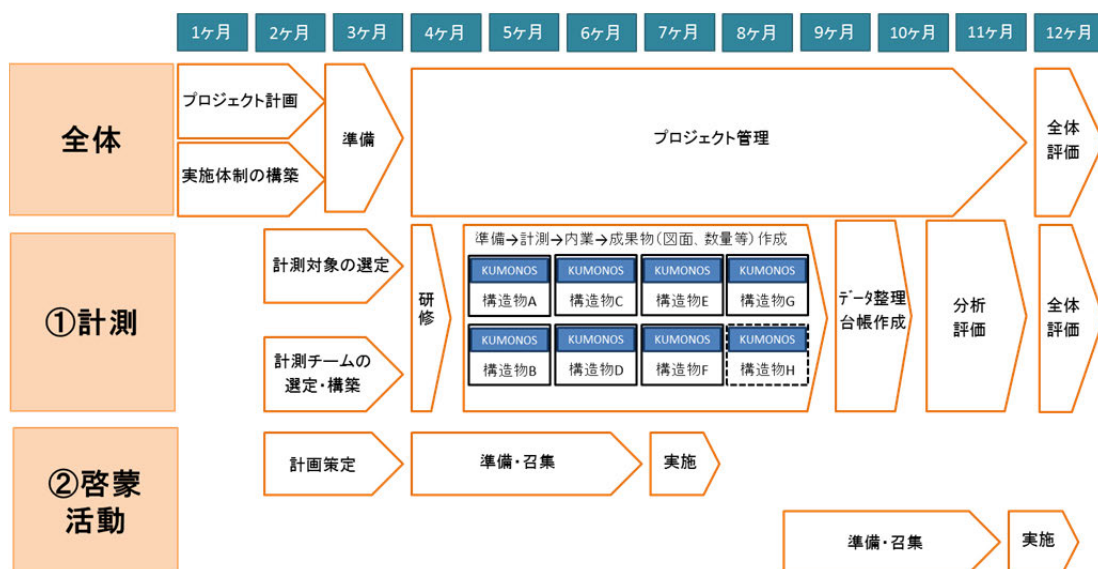 1ヶ月 2ヶ月 3ヶ月 4ヶ月 5ヶ月 6ヶ月 7ヶ月 8ヶ月 9ヶ月 10ヶ月 11ヶ月 12ヶ月
全体
プロジェクト計画
実施体制の構築
準備
プロジェクト管理
全体
評価
①計測
計測対象の選定
計測チームの
選定・構築
研
修
準備→計測→内業→成果物(図面、数量等)作成
KUMONOS KUMONOS KUMONOS KUMONOS
構造物A 構造物C 構造物E 構造物G
KUMONOS KUMONOS KUMONOS KUMONOS
構造物B 構造物D 構造物F 構造物H
データ整理
台帳作成
分析
評価
全体
評価
②啓蒙
活動
計画策定
準備・召集
実施
準備・召集
実施